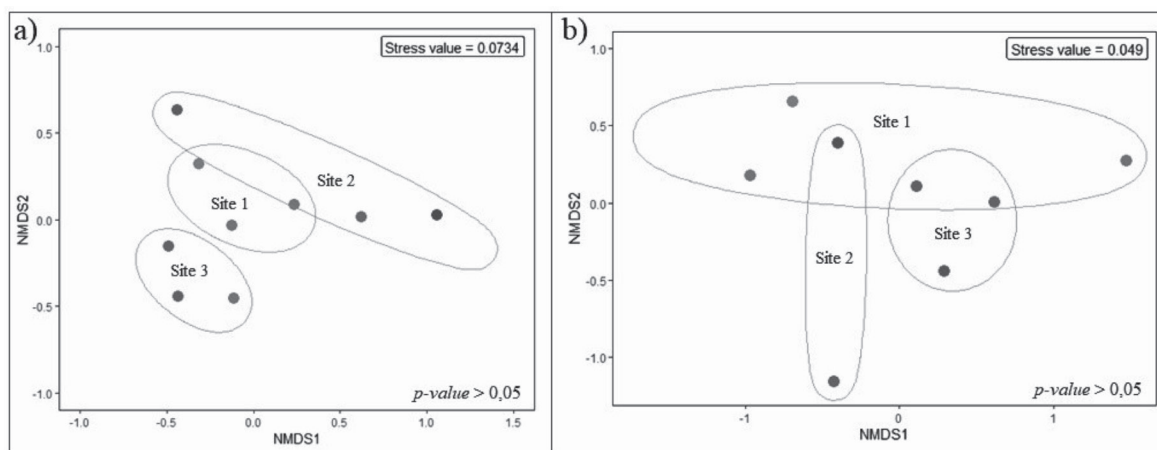 a)
Stress value = 0.0734
1.0
0.5
0.0
-0.5
-1.0
NMDS2
Site 2
Site 1
Site 3
p-value > 0,05
-1.0
-0.5
0.0
0.5
1.0
1.5
NMDS1
b)
Stress value = 0.049
1.0
0.5
0.0
-0.5
-1.0
NMDS2
Site 1
Site 3
Site 2
p-value > 0,05
-1
0
1
NMDS1